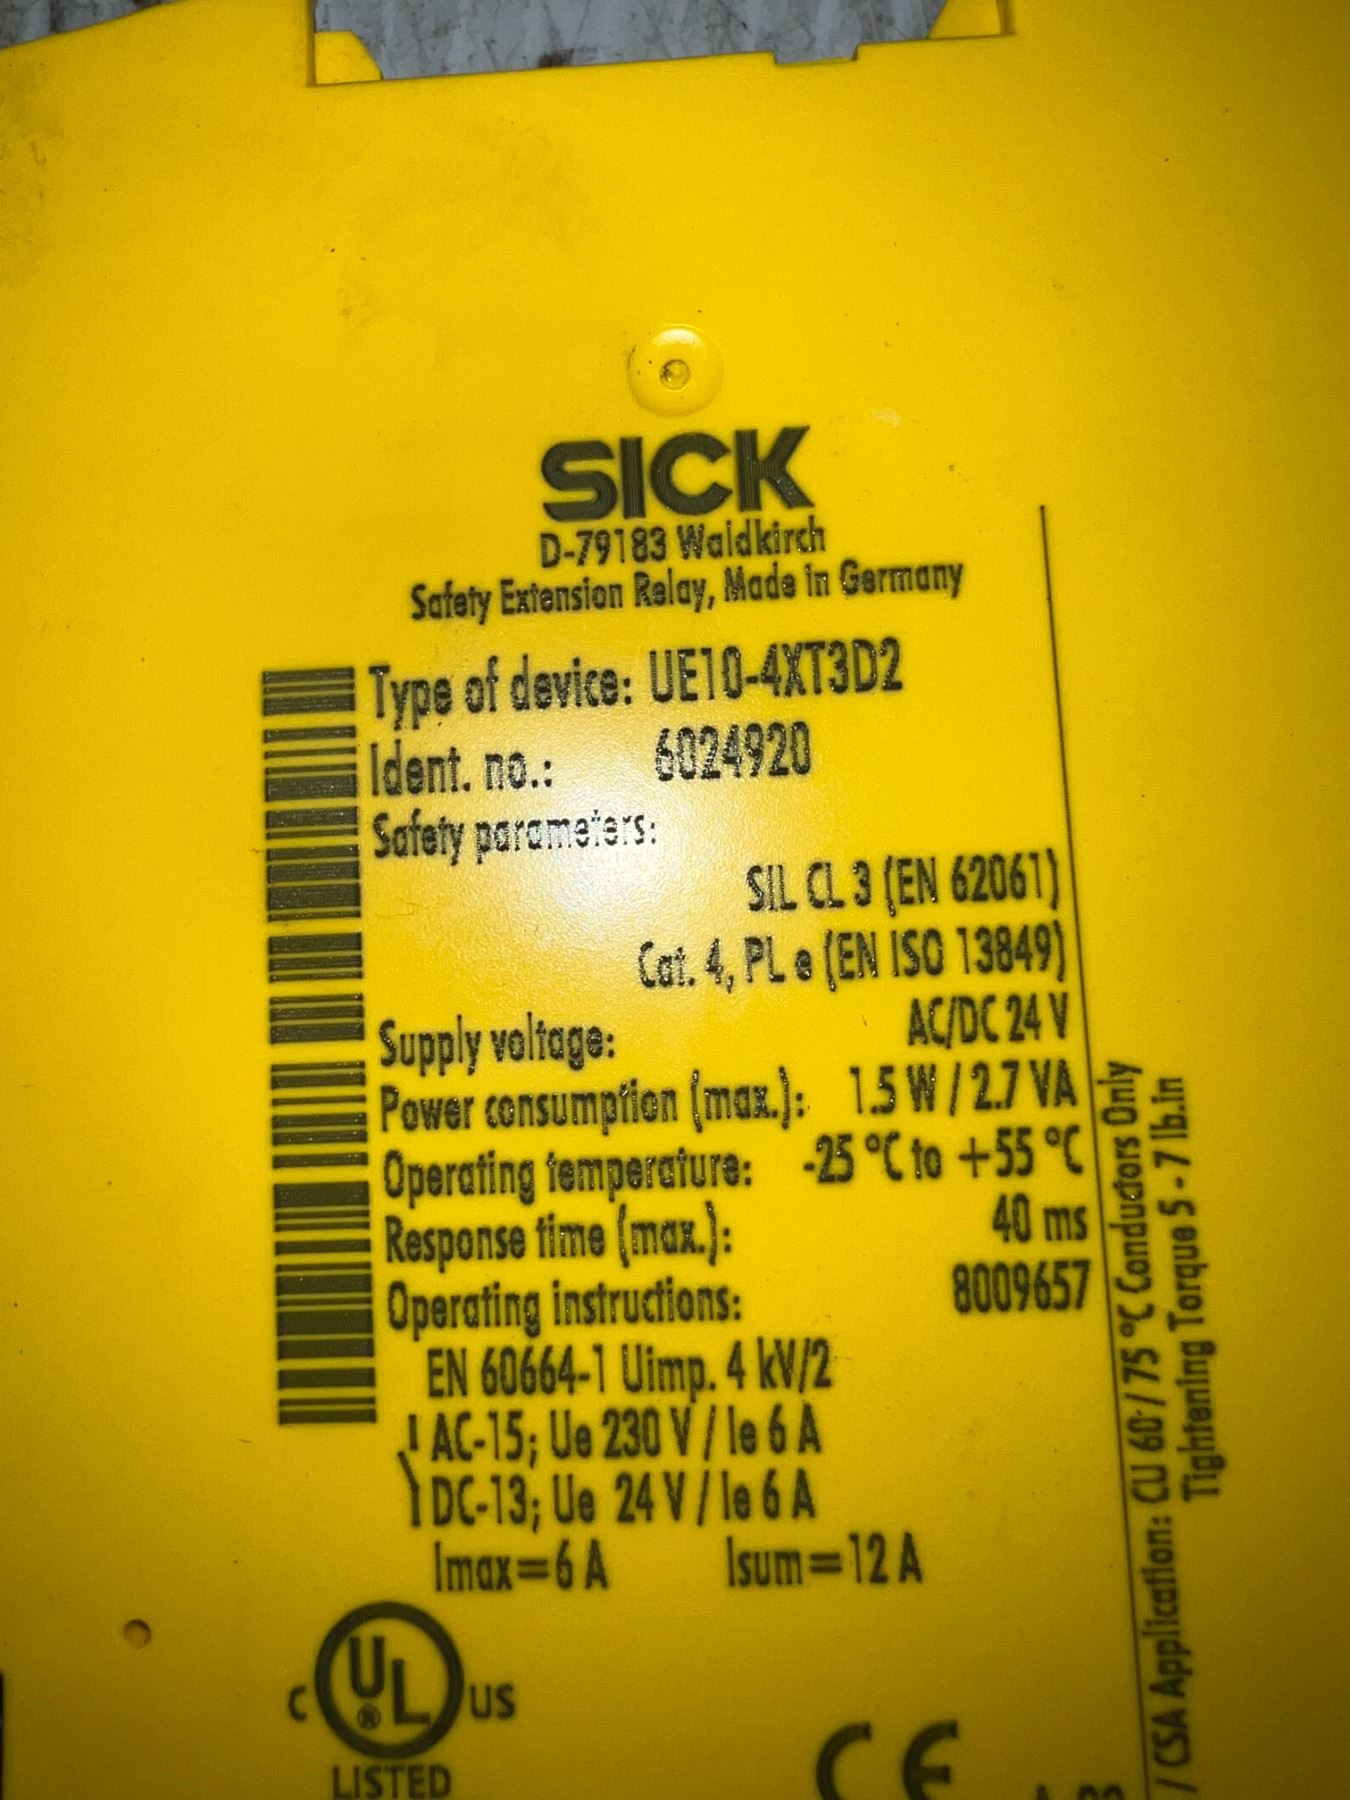 SICK
D-79183 Waldkirch
Safety Extension Relay, Made in Germany
Type of device: UE10-4XT3D2
Ident. no.: 6024920
Safety parameters:
SIL CL 3 (EN 62061)
Cat. 4, PL e (EN ISO 13849)
Supply voltage: AC/DC 24 V
Power consumption (max.): 1.5 W / 2.7 VA
Operating temperature: -25 °C to +55 °C
Response time (max.): 40 ms
Operating instructions: 8009657
EN 60664-1 Uimp. 4 kV/2
AC-15; Ue 230 V / Ie 6 A
DC-13; Ue 24 V / Ie 6 A
Imax=6 A Isum=12 A
C UL ® US
LISTED
CE
/ CSA Application: CU 60 / 75 °C Conductors Only
Tightening Torque 5 - 7 lb.in